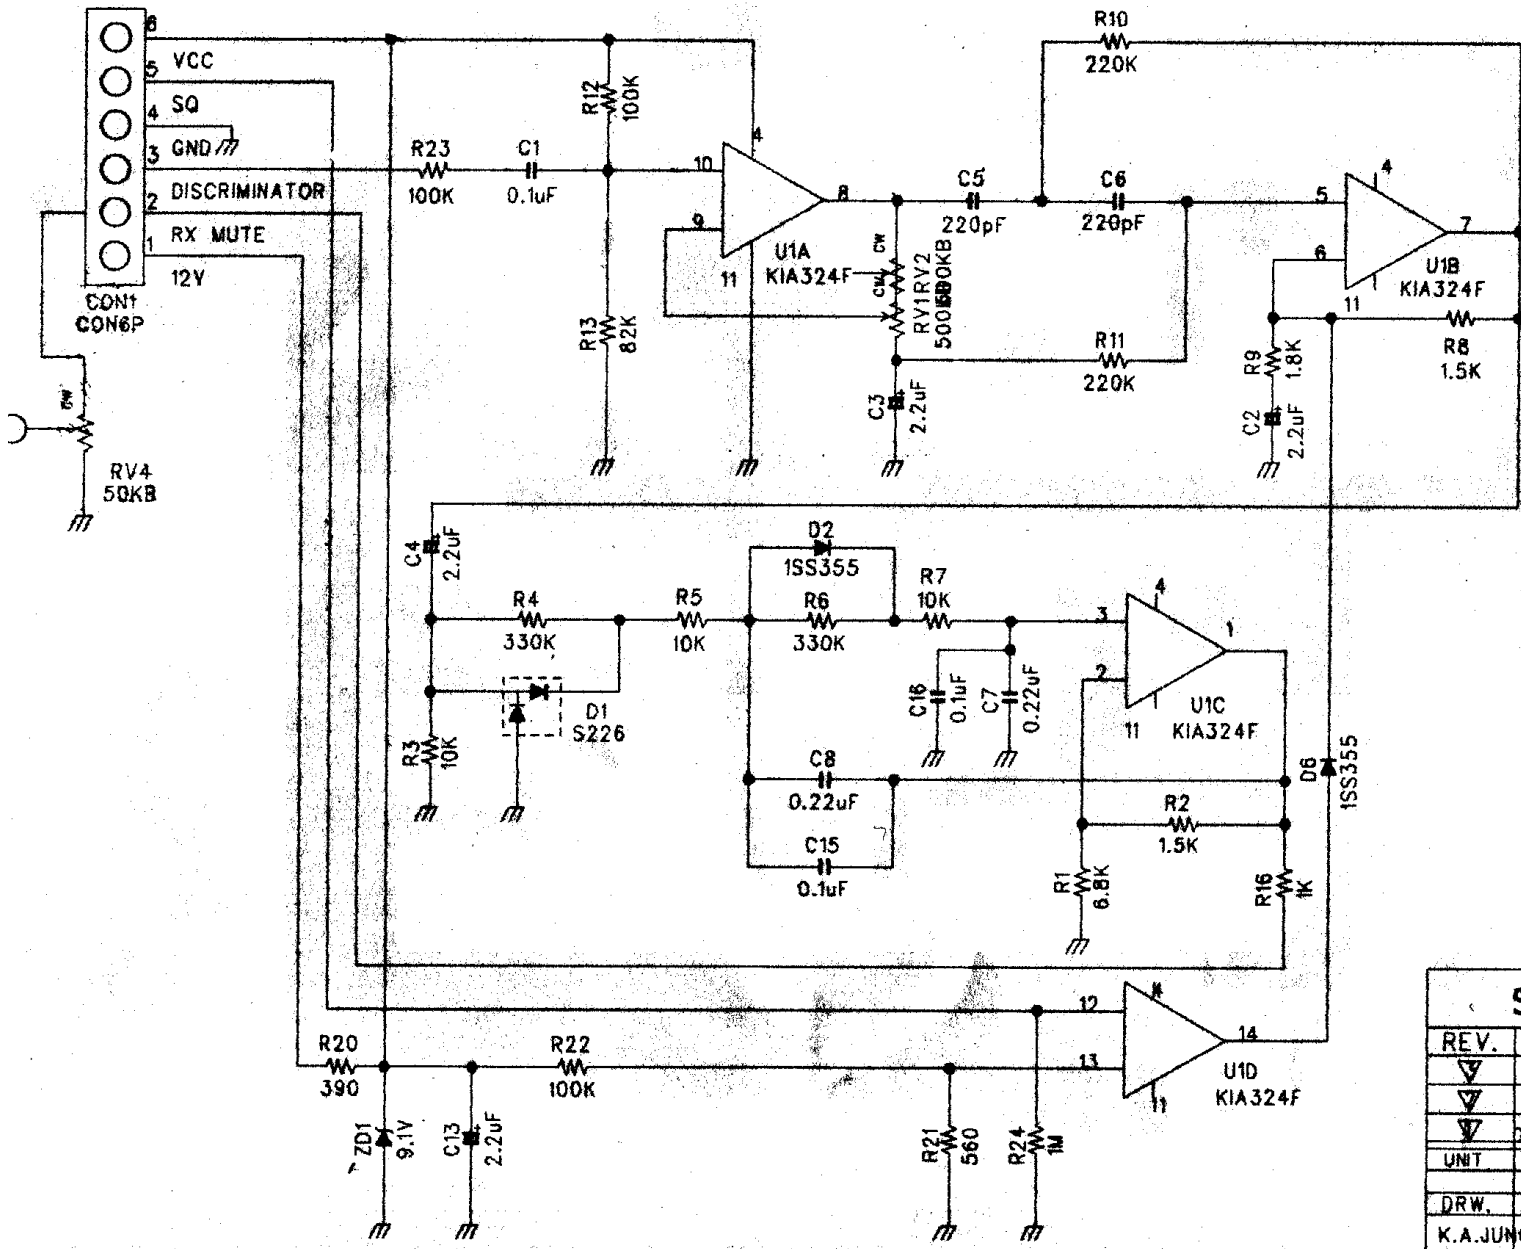 6
VCC
5
SQ
4
GND
3
DISCRIMINATOR
2
RX MUTE
1
12V
CON1
CON6P
CW
RV4
50KB
R23
100K
C1
0.1uF
R12
100K
R13
82K
10
9
4
8
11
U1A
KIA324F
CW
CW
RV1RV2
C3
2.2uF
C5
220pF
C6
220pF
R10
220K
R11
220K
5
6
4
7
11
U1B
KIA324F
R9
1.8K
R8
1.5K
C2
2.2uF
C4
2.2uF
D2
1SS355
R4
330K
R5
10K
R6
330K
R7
10K
D1
S226
R3
10K
C16
0.1uF
C7
0.22uF
3
2
4
1
11
U1C
KIA324F
C8
0.22uF
C15
0.1uF
R2
1.5K
R1
6.8K
R16
1K
D6
1SS355
12
13
4
14
11
U1D
KIA324F
R20
390
R22
100K
ZD1
9.1V
C13
2.2uF
R21
560
R24
1M
REV.
UNIT
DRW.
K.A.JUN